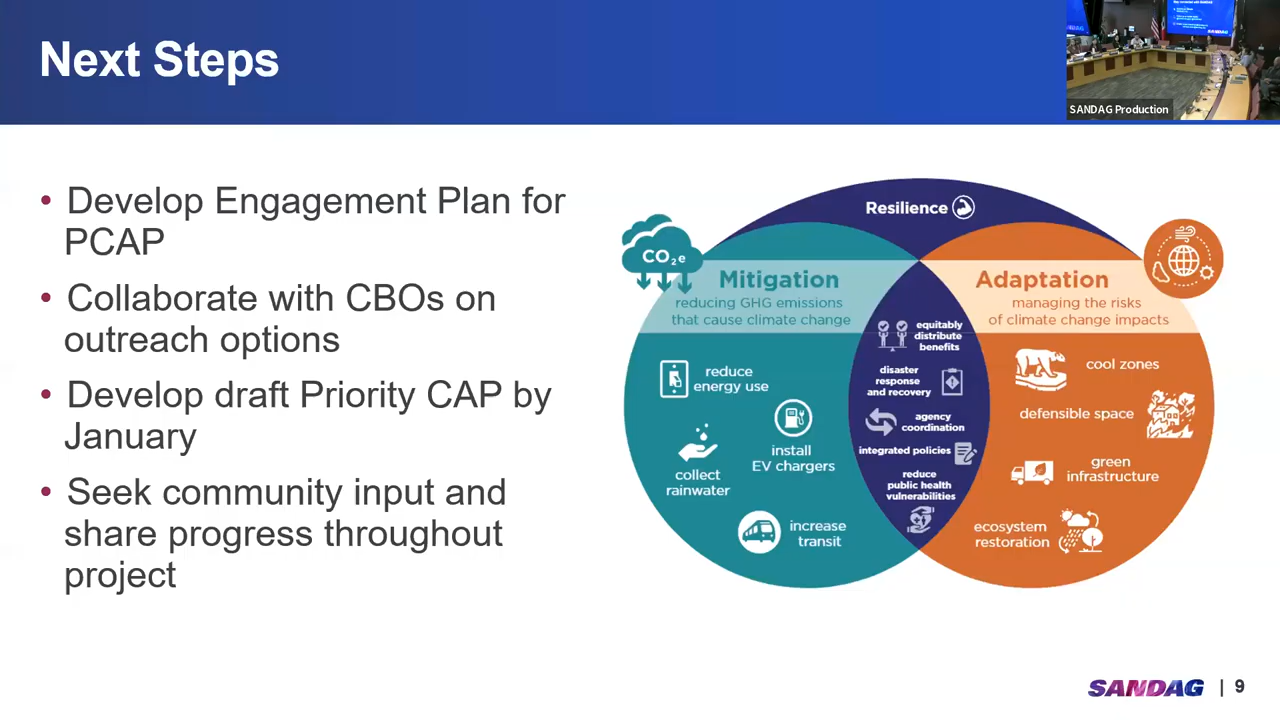 Next Steps
SANDAG Production
• Develop Engagement Plan for
PCAP
• Collaborate with CBOs on
outreach options
• Develop draft Priority CAP by
January
• Seek community input and
share progress throughout
project
Resilience
CO₂e
Mitigation
reducing GHG emissions
that cause climate change
reduce
energy use
install
EV chargers
collect
rainwater
increase
transit
equitably
distribute
benefits
disaster
response
and recovery
agency
coordination
integrated policies
reduce
public health
vulnerabilities
Adaptation
managing the risks
of climate change impacts
cool zones
defensible space
green
infrastructure
ecosystem
restoration
SANDAG | 9